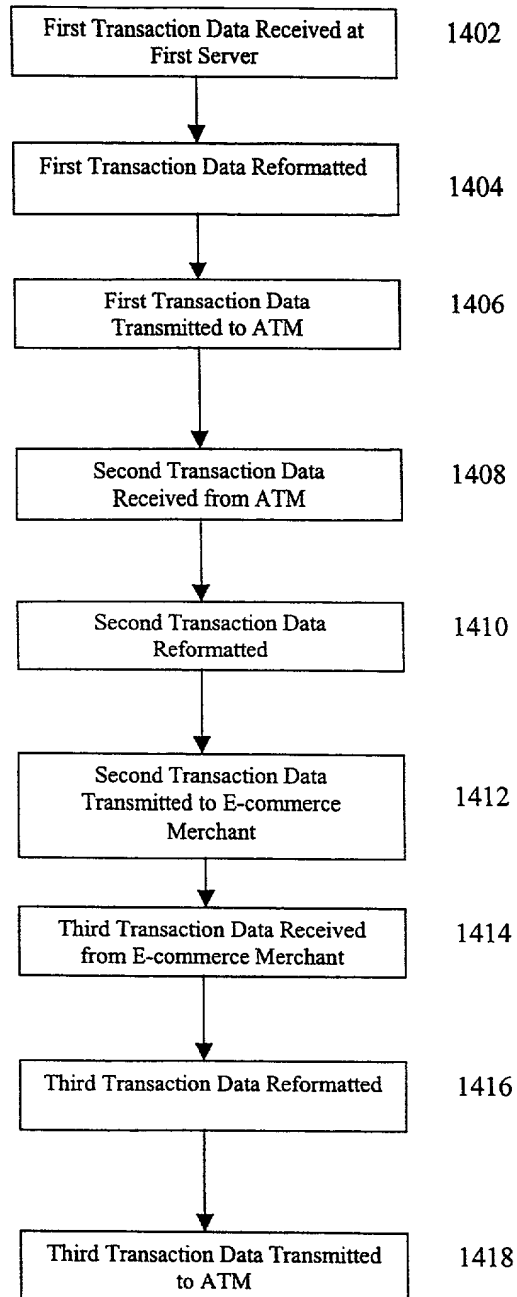 First Transaction Data Received at
First Server
1402
First Transaction Data Reformatted
1404
First Transaction Data
Transmitted to ATM
1406
Second Transaction Data
Received from ATM
1408
Second Transaction Data
Reformatted
1410
Second Transaction Data
Transmitted to E-commerce
Merchant
1412
Third Transaction Data Received
from E-commerce Merchant
1414
Third Transaction Data Reformatted
1416
Third Transaction Data Transmitted
to ATM
1418